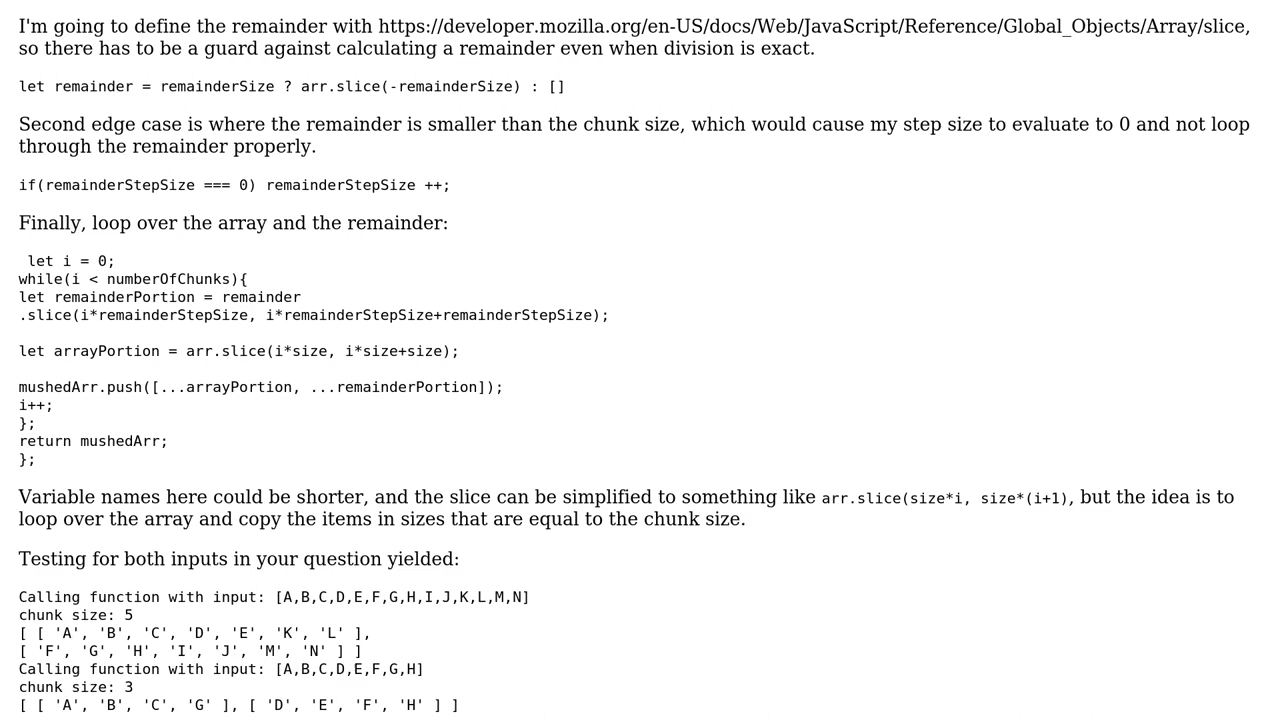 I'm going to define the remainder with https://developer.mozilla.org/en-US/docs/Web/JavaScript/Reference/Global_Objects/Array/slice,
so there has to be a guard against calculating a remainder even when division is exact.
let remainder = remainderSize ? arr.slice(-remainderSize) : []
Second edge case is where the remainder is smaller than the chunk size, which would cause my step size to evaluate to 0 and not loop
through the remainder properly.
if(remainderStepSize === 0) remainderStepSize ++;
Finally, loop over the array and the remainder:
let i = 0;
while(i < numberOfChunks){
let remainderPortion = remainder
.slice(i*remainderStepSize, i*remainderStepSize+remainderStepSize);
let arrayPortion = arr.slice(i*size, i*size+size);
mushedArr.push([...arrayPortion, ...remainderPortion]);
i++;
};
return mushedArr;
};
Variable names here could be shorter, and the slice can be simplified to something like arr.slice(size*i, size*(i+1), but the idea is to
loop over the array and copy the items in sizes that are equal to the chunk size.
Testing for both inputs in your question yielded:
Calling function with input: [A,B,C,D,E,F,G,H,I,J,K,L,M,N]
chunk size: 5
[ [ 'A', 'B', 'C', 'D', 'E', 'K', 'L' ],
[ 'F', 'G', 'H', 'I', 'J', 'M', 'N' ] ]
Calling function with input: [A,B,C,D,E,F,G,H]
chunk size: 3
[ [ 'A', 'B', 'C', 'G' ], [ 'D', 'E', 'F', 'H' ] ]